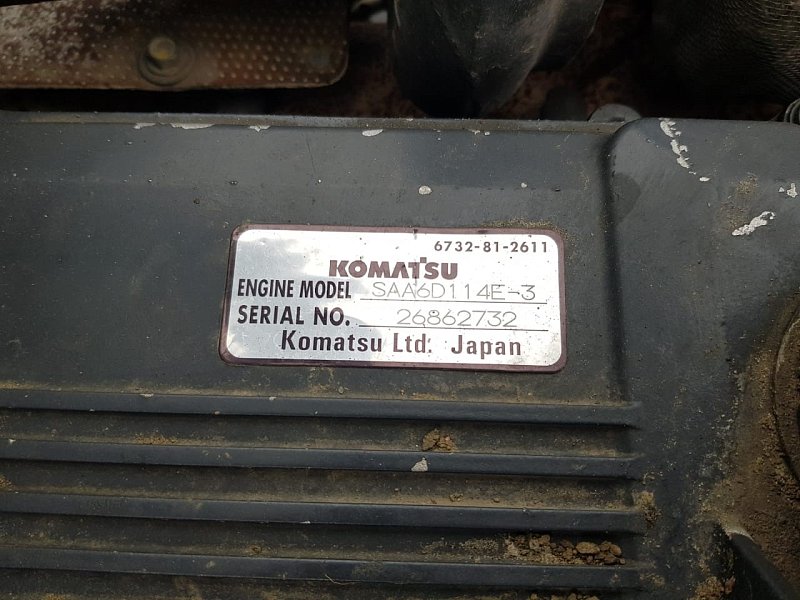 6732-81-2611
KOMATSU
ENGINE MODEL SAA6D114E-3
SERIAL NO. 26862732
Komatsu Ltd. Japan